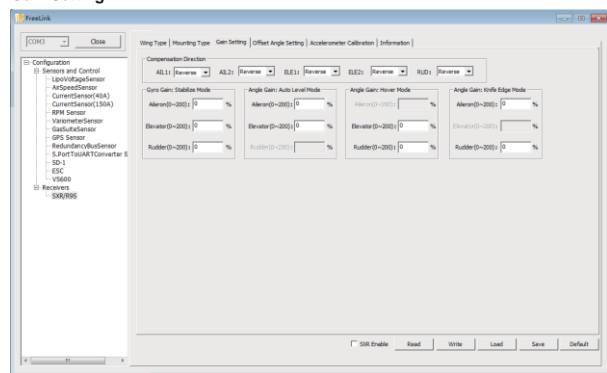 FreeLink
COM3 Close
Wing Type Mounting Type Gain Setting Offset Angle Setting Accelerometer Calibration Information
Compensation Direction
AIL1: Reverse AIL2: Reverse ELE1: Reverse ELE2: Reverse RUD: Reverse
Gyro Gain: Stabilize Mode Angle Gain: Auto Level Mode Angle Gain: Hover Mode Angle Gain: Knife Edge Mode
Aileron(0~200): 0 % Aileron(0~200): 0 % Aileron(0~200): % Aileron(0~200): 0 %
Elevator(0~200): 0 % Elevator(0~200): 0 % Elevator(0~200): 0 % Elevator(0~200): %
Rudder(0~200): 0 % Rudder(0~200): % Rudder(0~200): 0 % Rudder(0~200): 0 %
Configuration
Sensors and Control
LipoVoltageSensor
AirSpeedSensor
CurrentSensor(40A)
CurrentSensor(150A)
RPM Sensor
VariometerSensor
GasSuiteSensor
GPS Sensor
RedundancyBusSensor
S.PortToUARTConverter S
SD-1
ESC
VS600
Receivers
SXR/R9S
SXR Enable Read Write Load Save Default